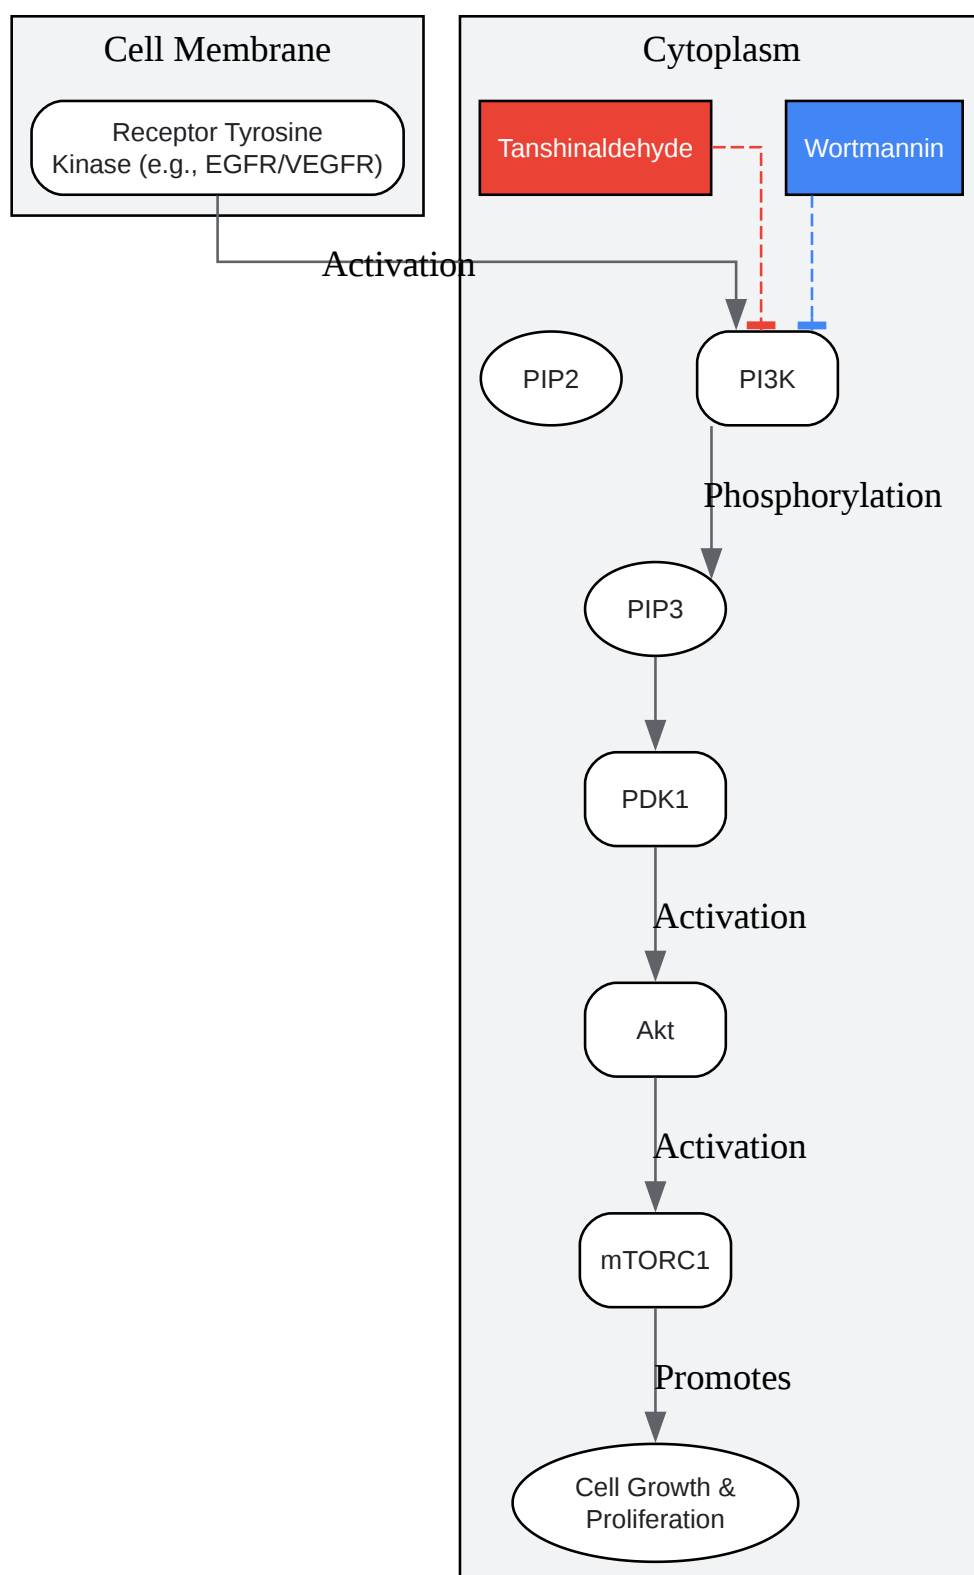 Cell Membrane
Receptor Tyrosine
Kinase (e.g., EGFR/VEGFR)
Cytoplasm
Tanshinaldehyde
Wortmannin
Activation
PIP2
PI3K
Phosphorylation
PIP3
PDK1
Activation
Akt
Activation
mTORC1
Promotes
Cell Growth &
Proliferation